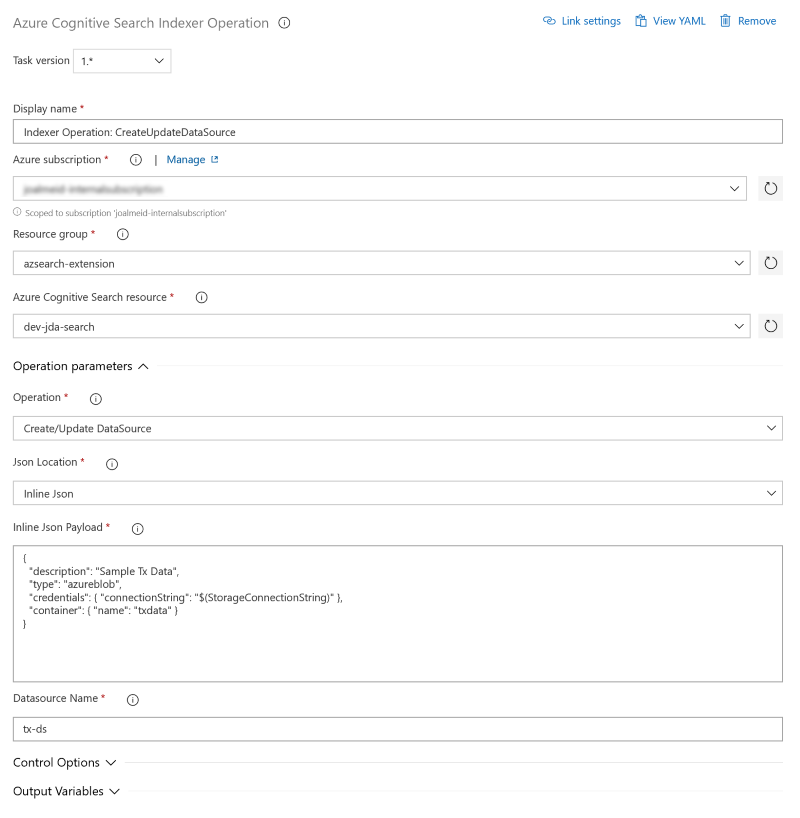 Azure Cognitive Search Indexer Operation
Link settings View YAML Remove
Task version 1.*
Display name *
Indexer Operation: CreateUpdateDataSource
Azure subscription * | Manage
Scoped to subscription 'joalmeid-internalsubscription'
Resource group *
azsearch-extension
Azure Cognitive Search resource *
dev-jda-search
Operation parameters
Operation *
Create/Update DataSource
Json Location *
Inline Json
Inline Json Payload *
{
"description": "Sample Tx Data",
"type": "azureblob",
"credentials": { "connectionString": "$(StorageConnectionString)" },
"container": { "name": "txdata" }
}
Datasource Name *
tx-ds
Control Options
Output Variables